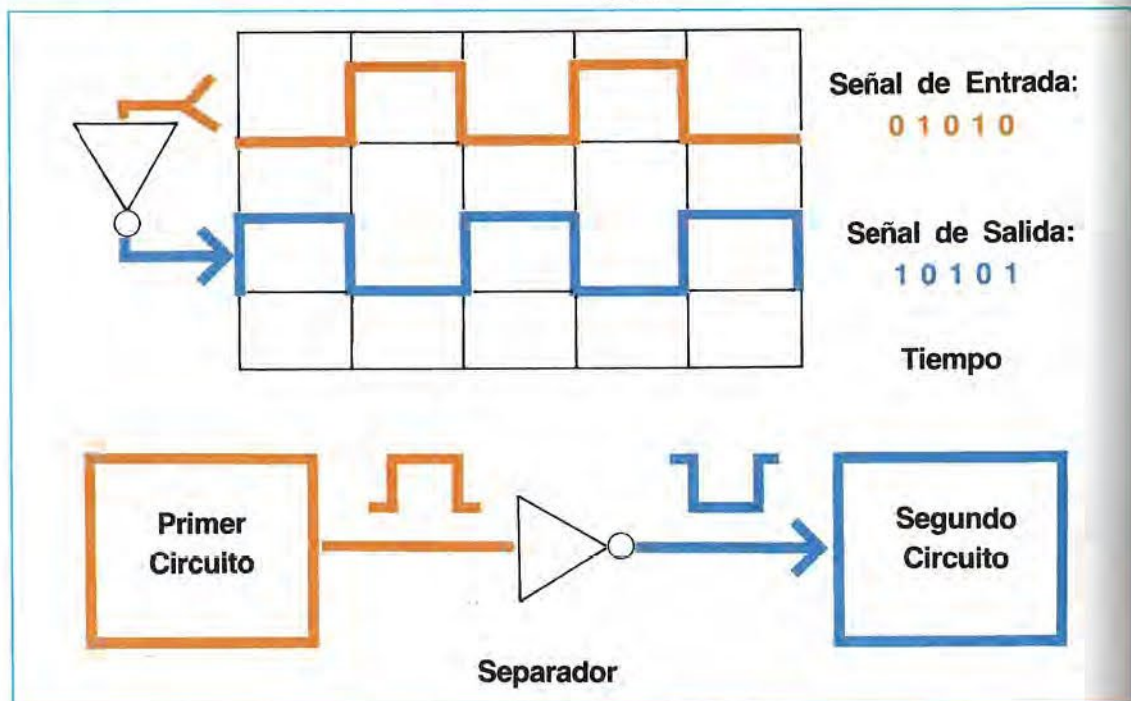 Señal de Entrada:
0 1 0 1 0
Señal de Salida:
1 0 1 0 1
Tiempo
Primer
Circuito
Segundo
Circuito
Separador